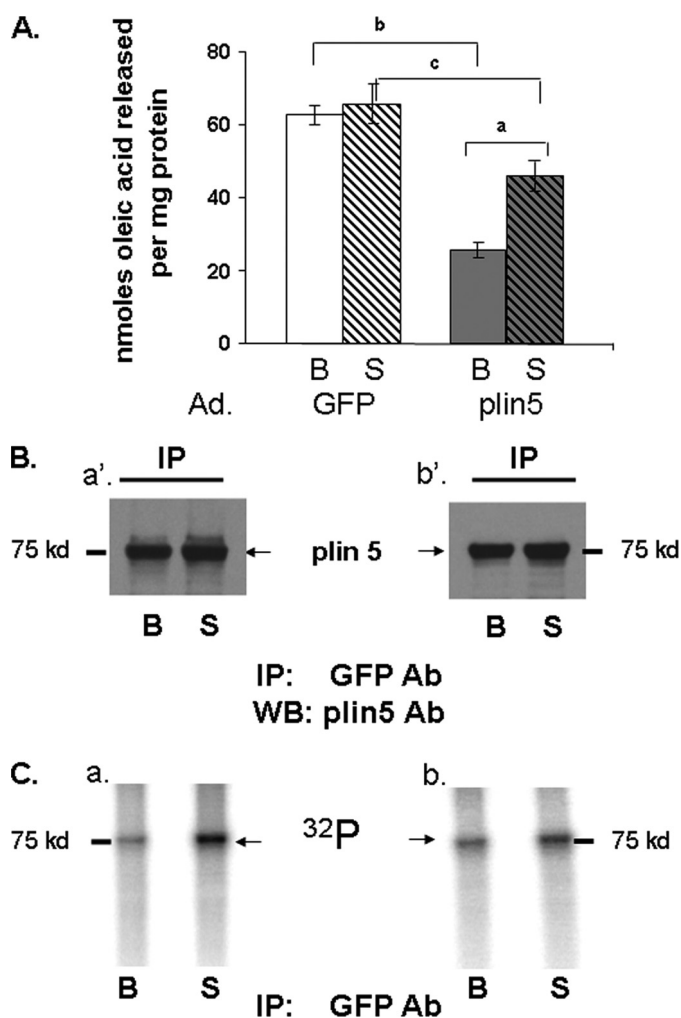 A.
nmoles oleic acid released
per mg protein
80
60
40
20
0
b
c
a
B S B S
Ad. GFP plin5
B.
a'. IP b'. IP
75 kd plin 5 75 kd
B S B S
IP: GFP Ab
WB: plin5 Ab
C.
a. b.
75 kd 32P 75 kd
B S B S
IP: GFP Ab